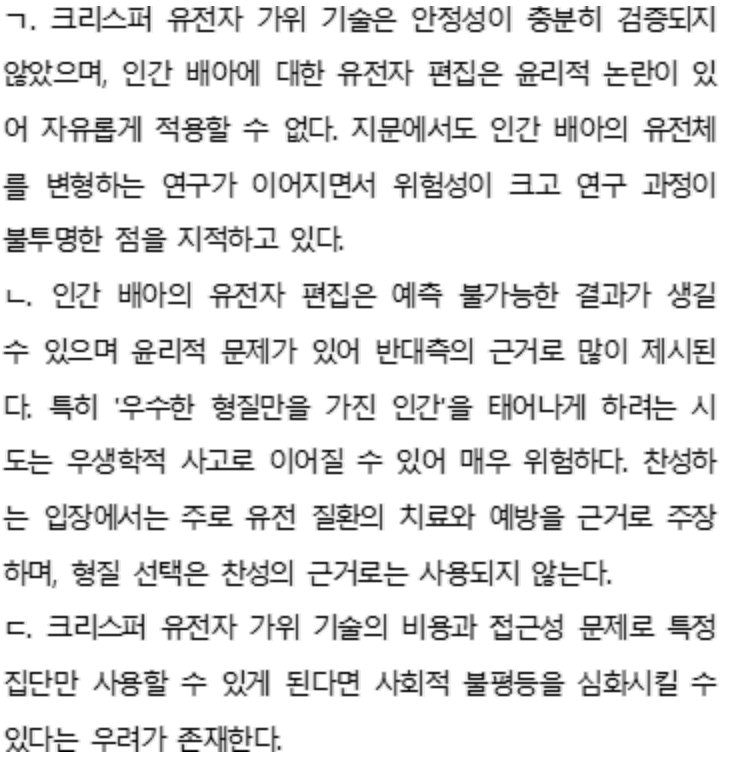 ㄱ. 크리스퍼 유전자 가위 기술은 안정성이 충분히 검증되지
않았으며, 인간 배아에 대한 유전자 편집은 윤리적 논란이 있
어 자유롭게 적용할 수 없다. 지문에서도 인간 배아의 유전체
를 변형하는 연구가 이어지면서 위험성이 크고 연구 과정이
불투명한 점을 지적하고 있다.
ㄴ. 인간 배아의 유전자 편집은 예측 불가능한 결과가 생길
수 있으며 윤리적 문제가 있어 반대측의 근거로 많이 제시된
다. 특히 '우수한 형질만을 가진 인간'을 태어나게 하려는 시
도는 우생학적 사고로 이어질 수 있어 매우 위험하다. 찬성하
는 입장에서는 주로 유전 질환의 치료와 예방을 근거로 주장
하며, 형질 선택은 찬성의 근거로는 사용되지 않는다.
ㄷ. 크리스퍼 유전자 가위 기술의 비용과 접근성 문제로 특정
집단만 사용할 수 있게 된다면 사회적 불평등을 심화시킬 수
있다는 우려가 존재한다.